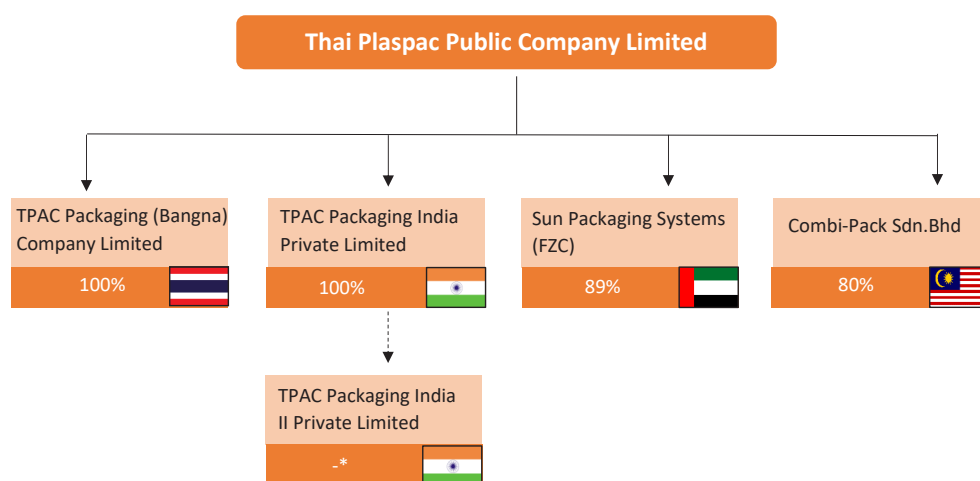 Thai Plaspac Public Company Limited
TPAC Packaging (Bangna)
Company Limited
100%
TPAC Packaging India
Private Limited
100%
Sun Packaging Systems
(FZC)
89%
Combi-Pack Sdn.Bhd
80%
TPAC Packaging India
II Private Limited
-*